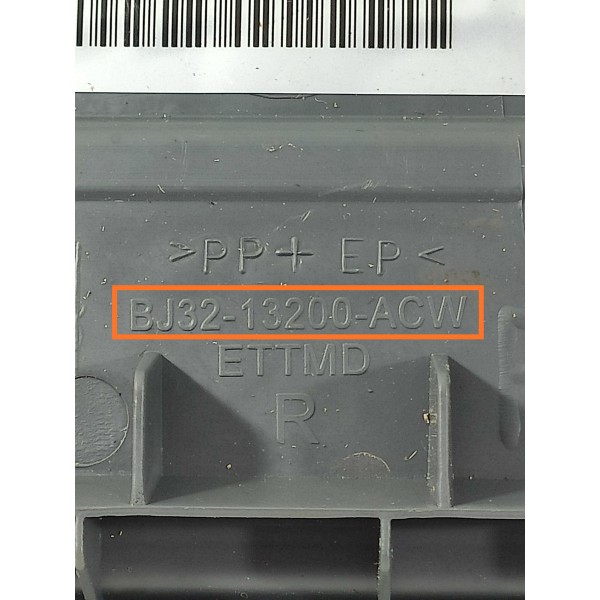 >PP+EP<
BJ32-13200-ACW
ETTMD
R